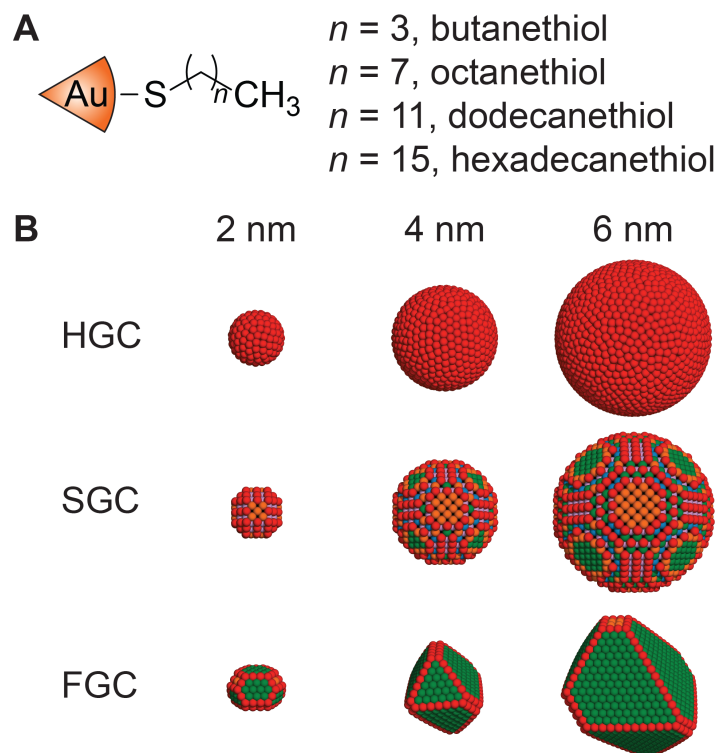 A
n = 3, butanethiol
n = 7, octanethiol
n = 11, dodecanethiol
n = 15, hexadecanethiol
Au S ( )n CH3
B 2 nm 4 nm 6 nm
HGC
SGC
FGC